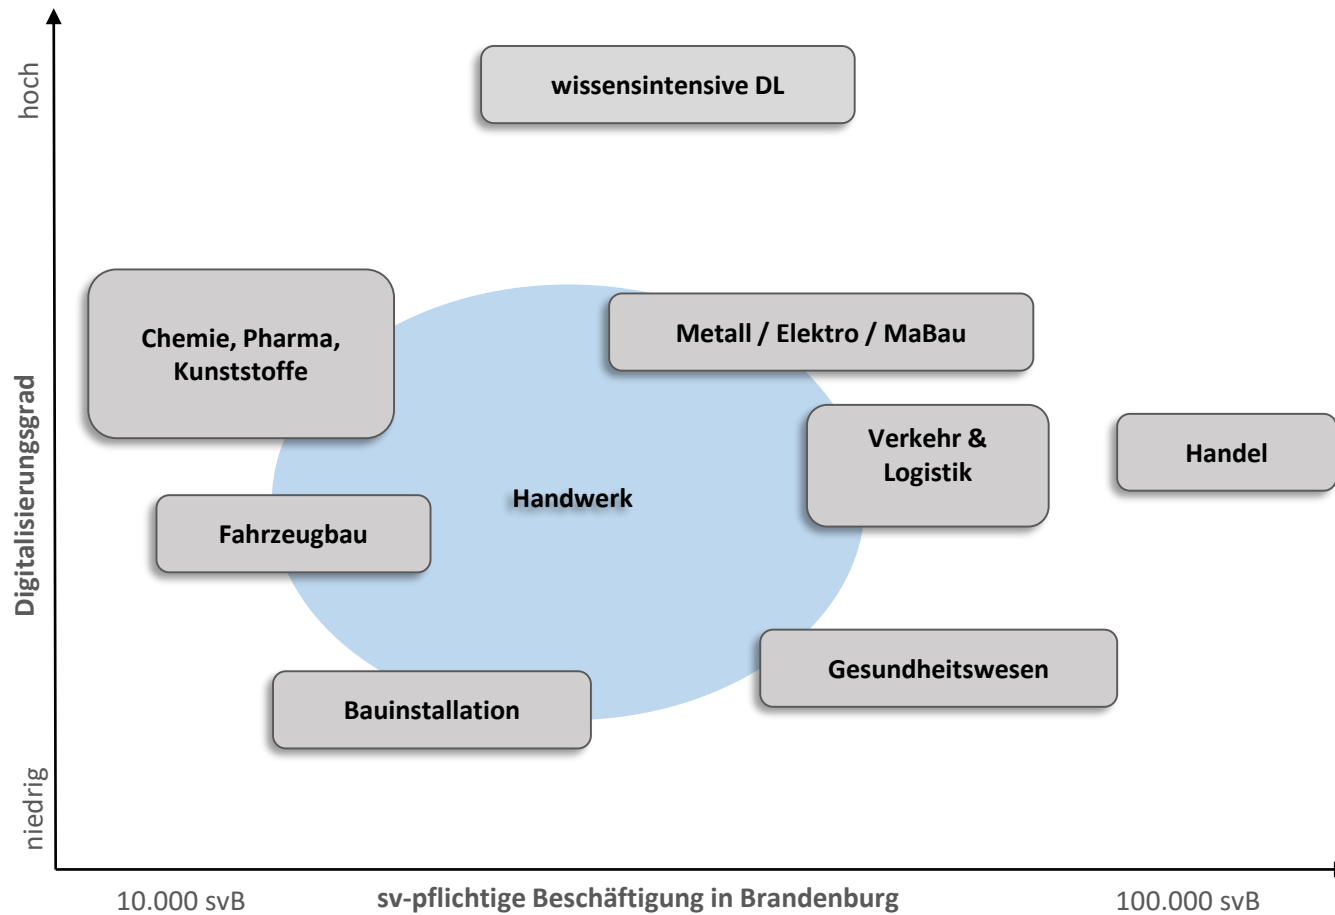 hoch
wissensintensive DL
Chemie, Pharma,
Kunststoffe
Metall / Elektro / MaBau
Verkehr &
Logistik
Handel
Digitalisierungsgrad
Handwerk
Fahrzeugbau
Gesundheitswesen
Bauinstallation
niedrig
10.000 svB
sv-pflichtige Beschäftigung in Brandenburg
100.000 svB